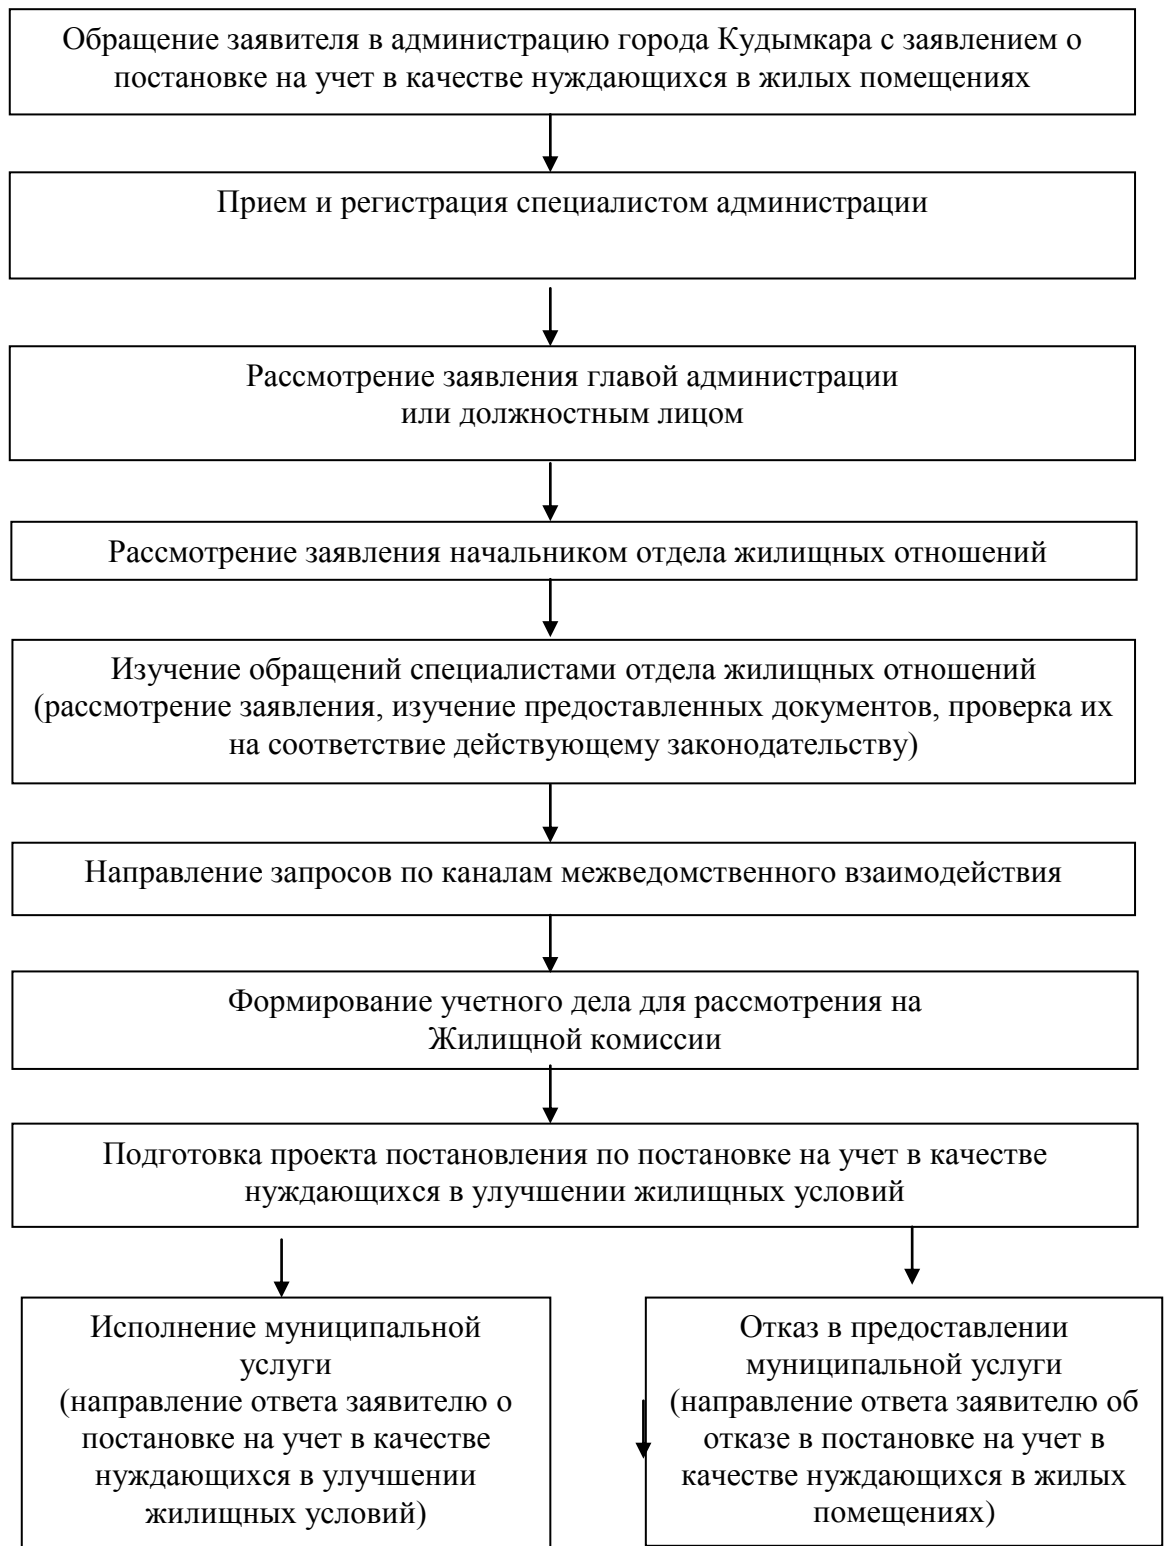 Обращение заявителя в администрацию города Кудымкара с заявлением о
постановке на учет в качестве нуждающихся в жилых помещениях
Прием и регистрация специалистом администрации
Рассмотрение заявления главой администрации
или должностным лицом
Рассмотрение заявления начальником отдела жилищных отношений
Изучение обращений специалистами отдела жилищных отношений
(рассмотрение заявления, изучение предоставленных документов, проверка их
на соответствие действующему законодательству)
Направление запросов по каналам межведомственного взаимодействия
Формирование учетного дела для рассмотрения на
Жилищной комиссии
Подготовка проекта постановления по постановке на учет в качестве
нуждающихся в улучшении жилищных условий
Исполнение муниципальной
услуги
(направление ответа заявителю о
постановке на учет в качестве
нуждающихся в улучшении
жилищных условий)
Отказ в предоставлении
муниципальной услуги
(направление ответа заявителю об
отказе в постановке на учет в
качестве нуждающихся в жилых
помещениях)